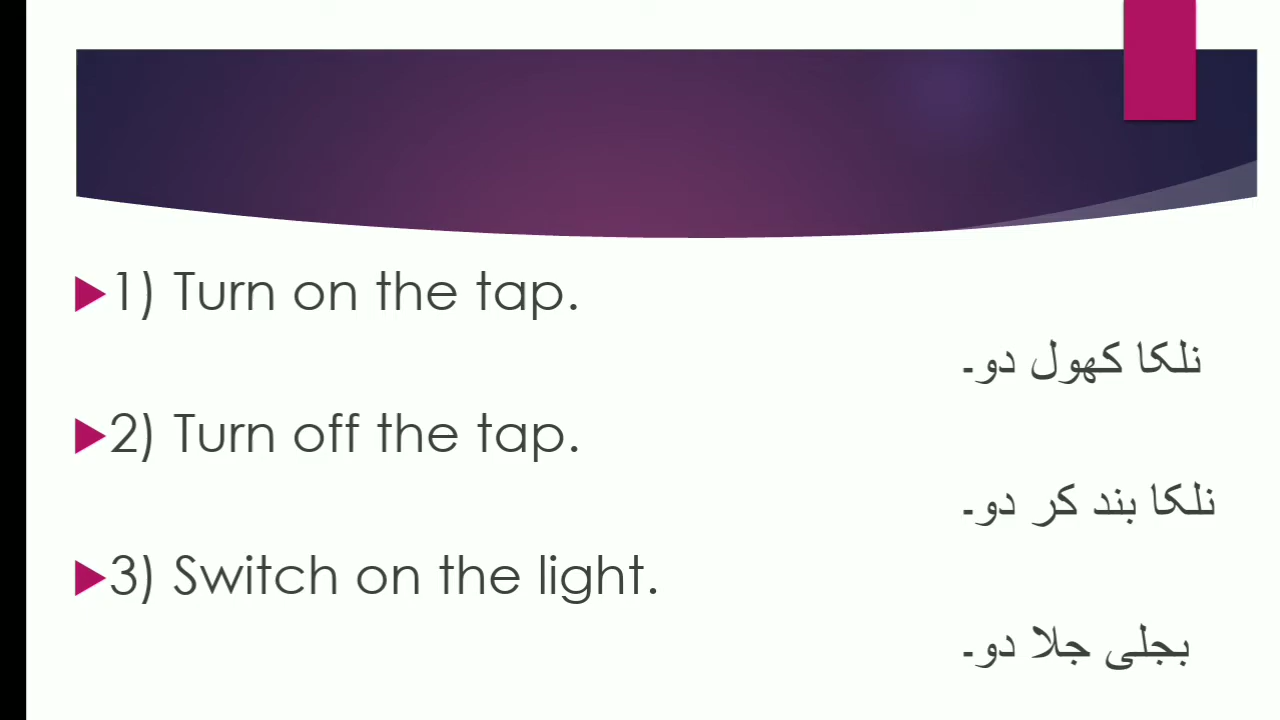 1) Turn on the tap.
نلکا کھول دو۔
2) Turn off the tap.
نلکا بند کر دو۔
3) Switch on the light.
بجلی جلا دو۔